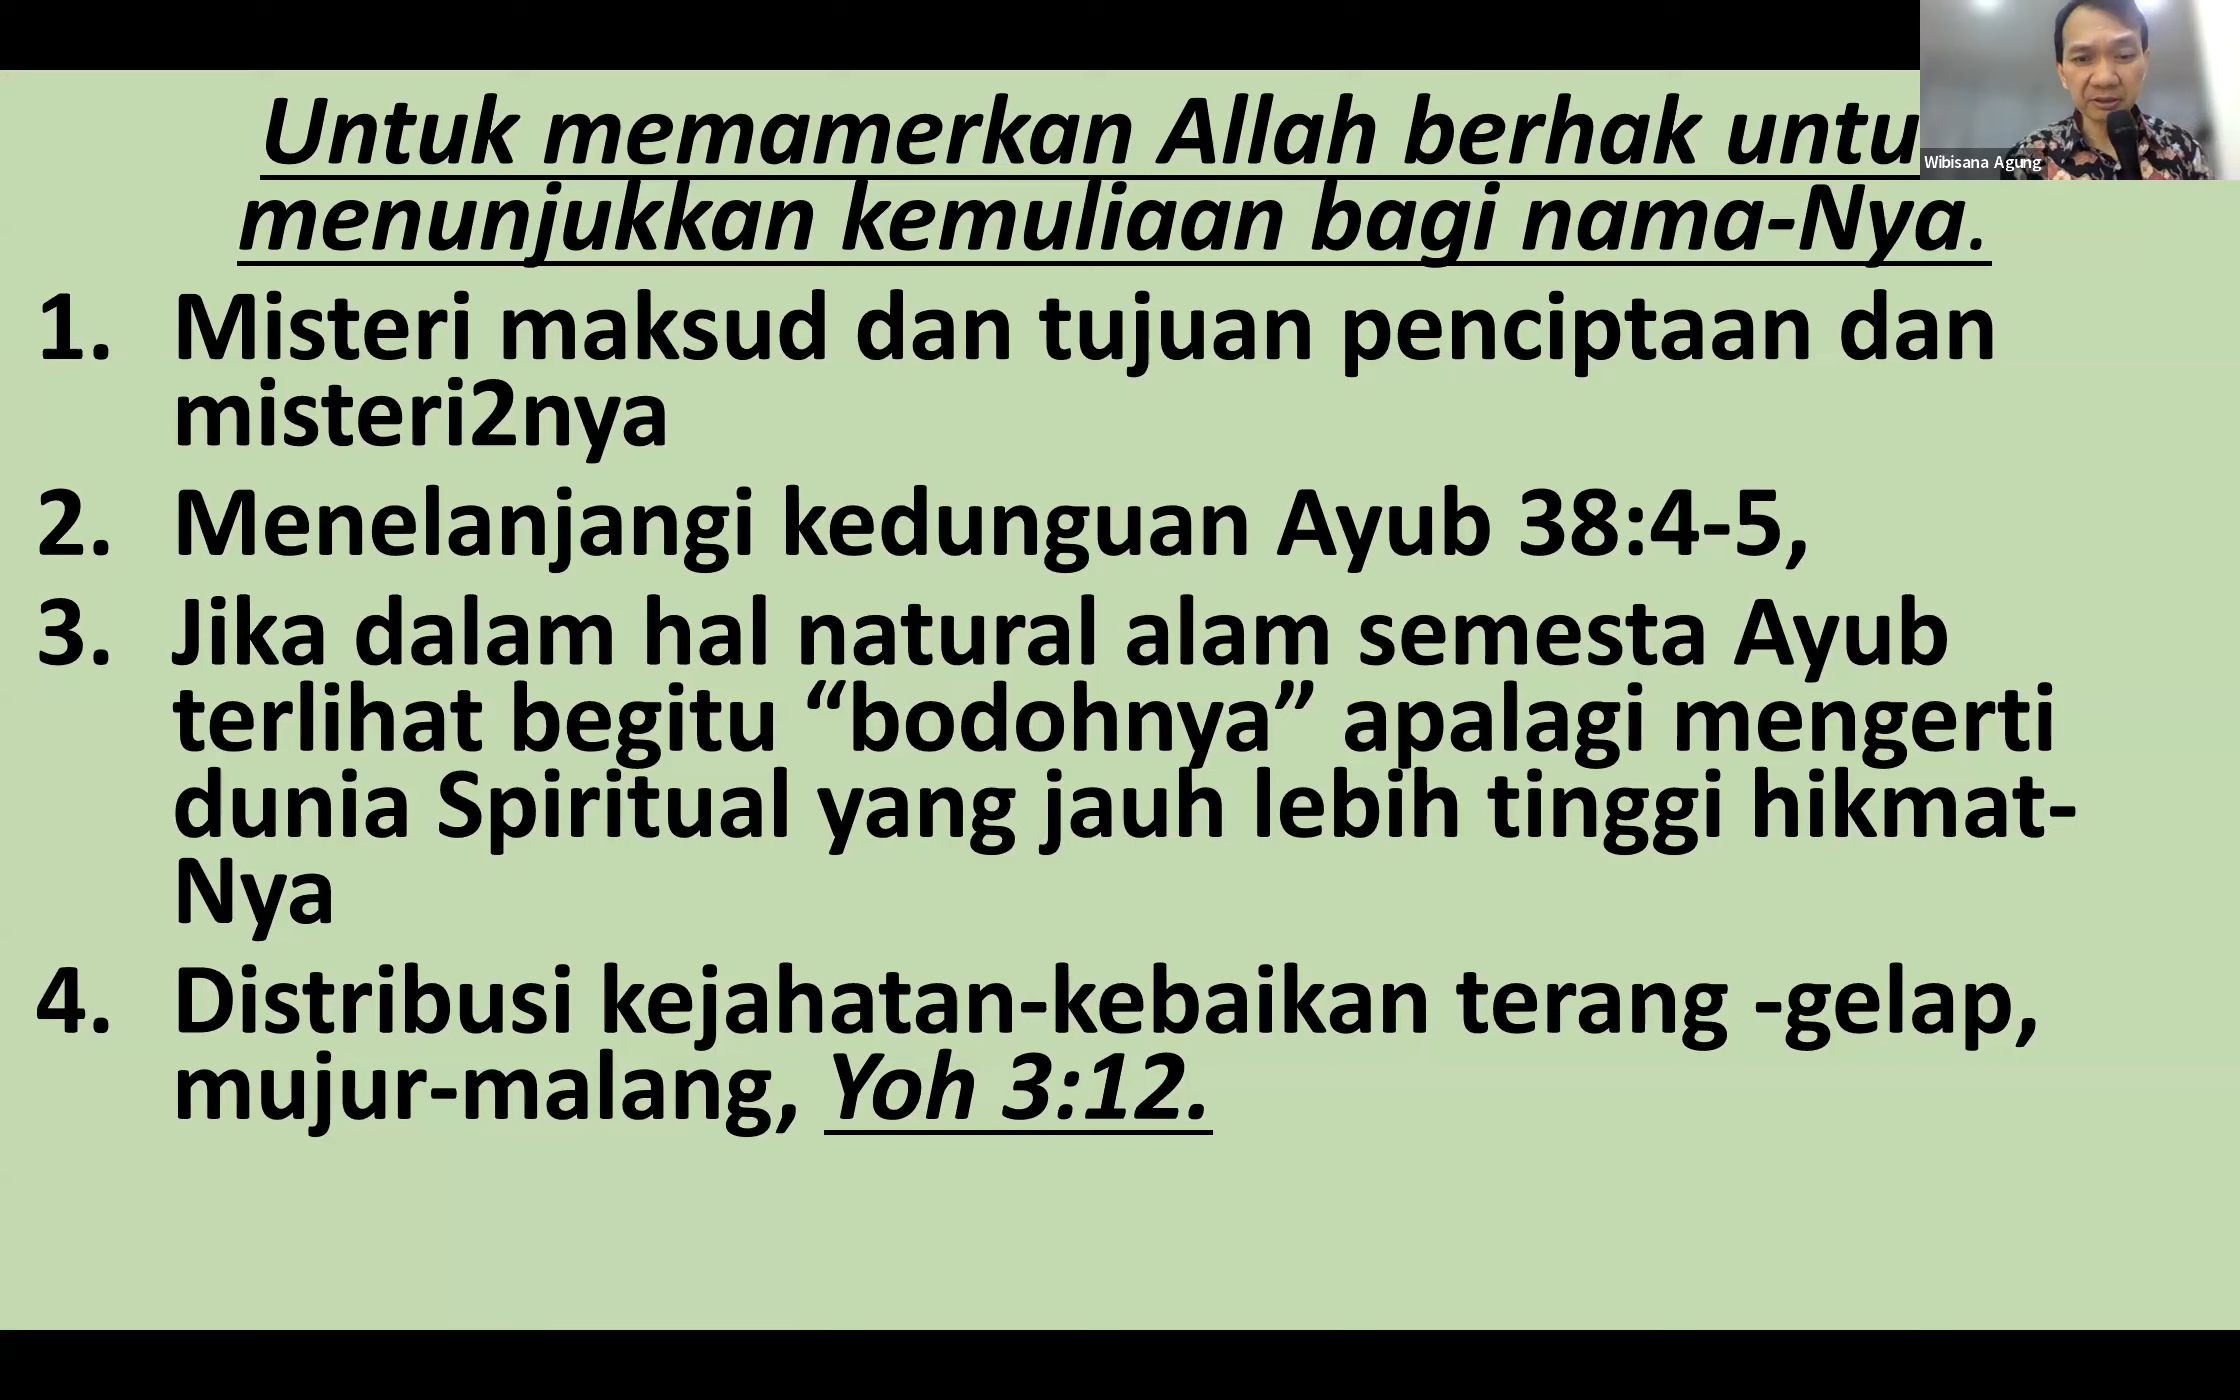 Untuk memamerkan Allah berhak untu
menunjukkan kemuliaan bagi nama-Nya.
1. Misteri maksud dan tujuan penciptaan dan
misteri2nya
2. Menelanjangi kedunguan Ayub 38:4-5,
3. Jika dalam hal natural alam semesta Ayub
terlihat begitu “bodohnya” apalagi mengerti
dunia Spiritual yang jauh lebih tinggi hikmat-
Nya
4. Distribusi kejahatan-kebaikan terang -gelap,
mujur-malang, Yoh 3:12.
Wibisana Agung